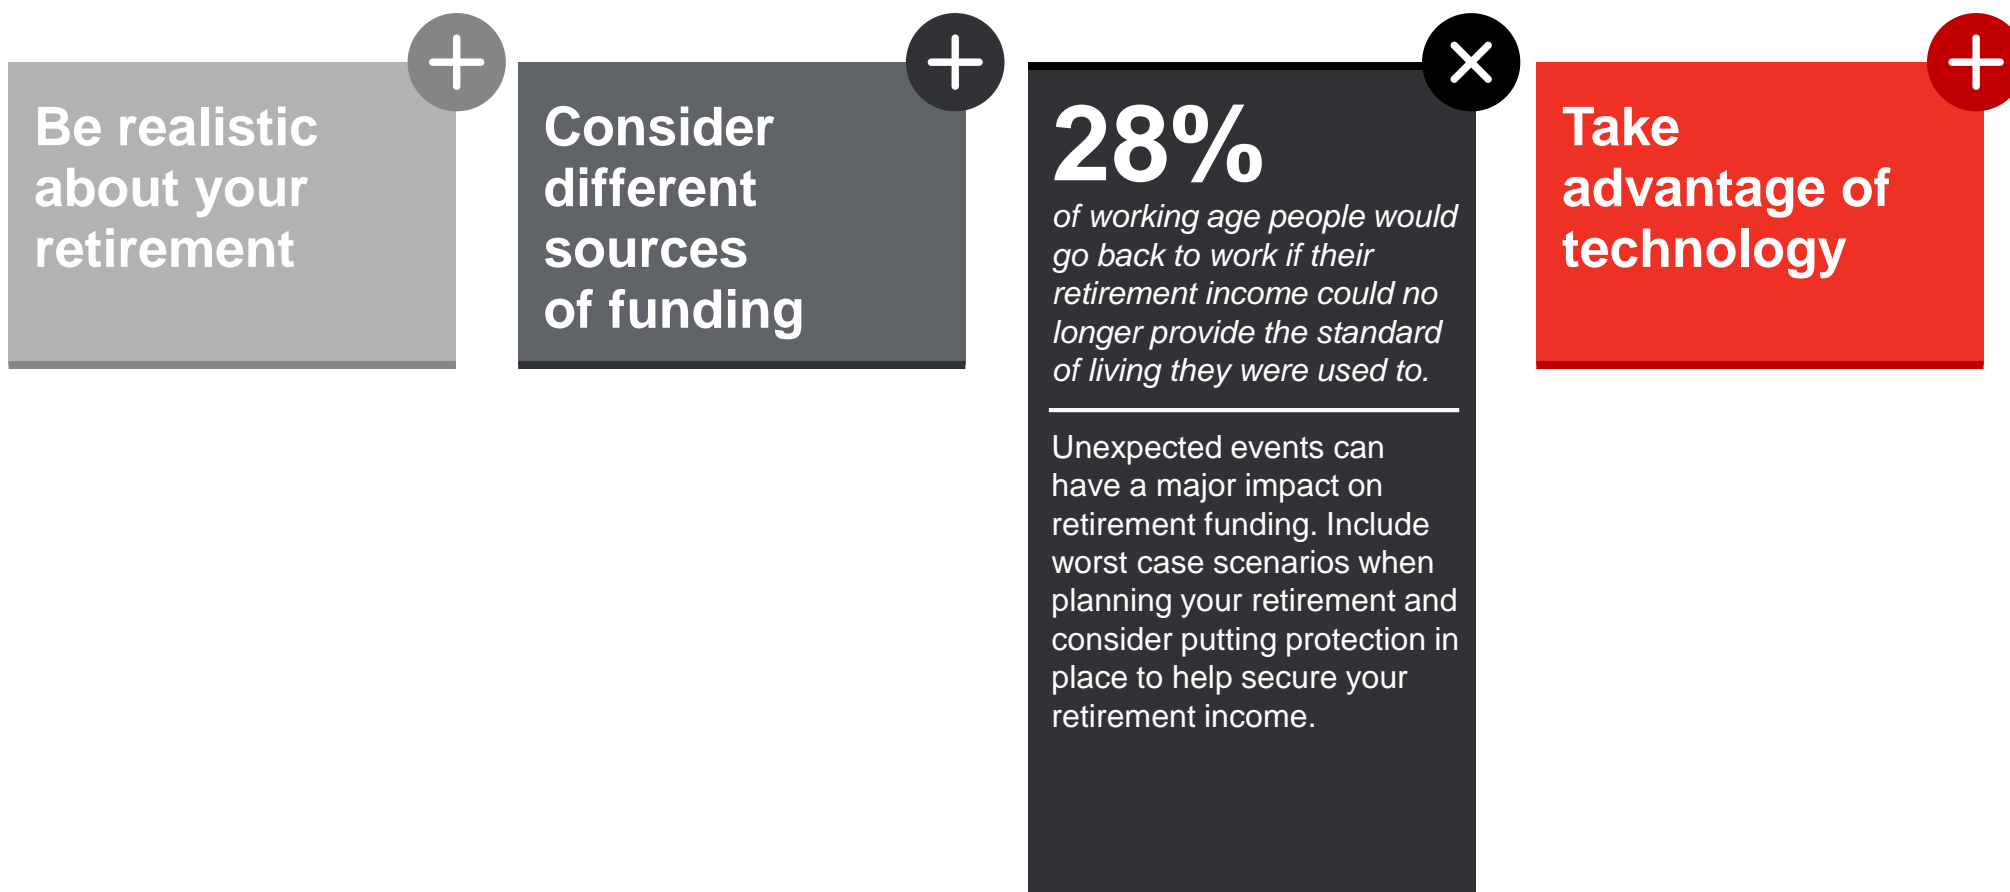 Be realistic
about your
retirement
Consider
different
sources
of funding
28%
of working age people would
go back to work if their
retirement income could no
longer provide the standard
of living they were used to.
Unexpected events can
have a major impact on
retirement funding. Include
worst case scenarios when
planning your retirement and
consider putting protection in
place to help secure your
retirement income.
Take
advantage of
technology